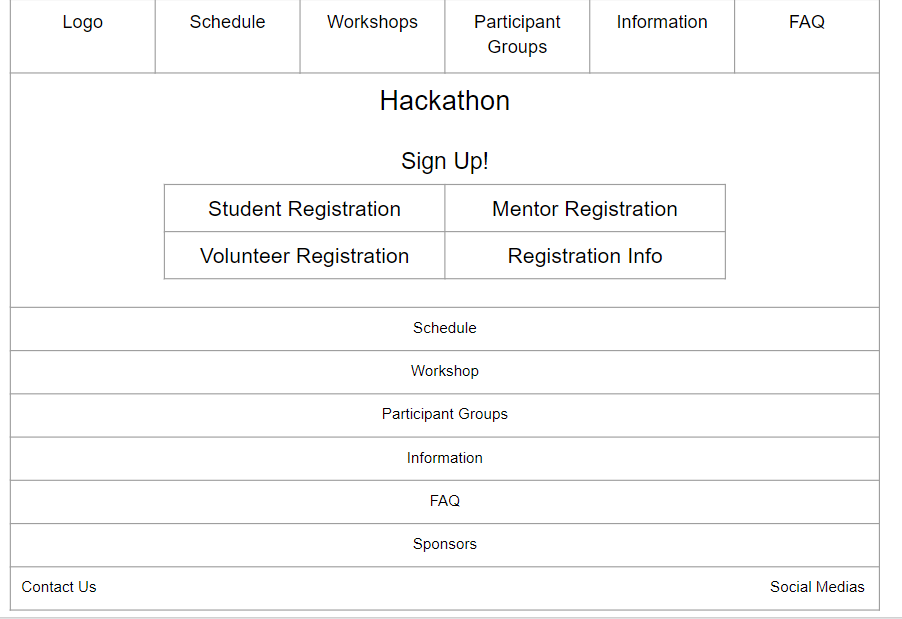 Logo
Schedule
Workshops
Participant
Groups
Information
FAQ
Hackathon
Sign Up!
Student Registration
Mentor Registration
Volunteer Registration
Registration Info
Schedule
Workshop
Participant Groups
Information
FAQ
Sponsors
Contact Us
Social Medias